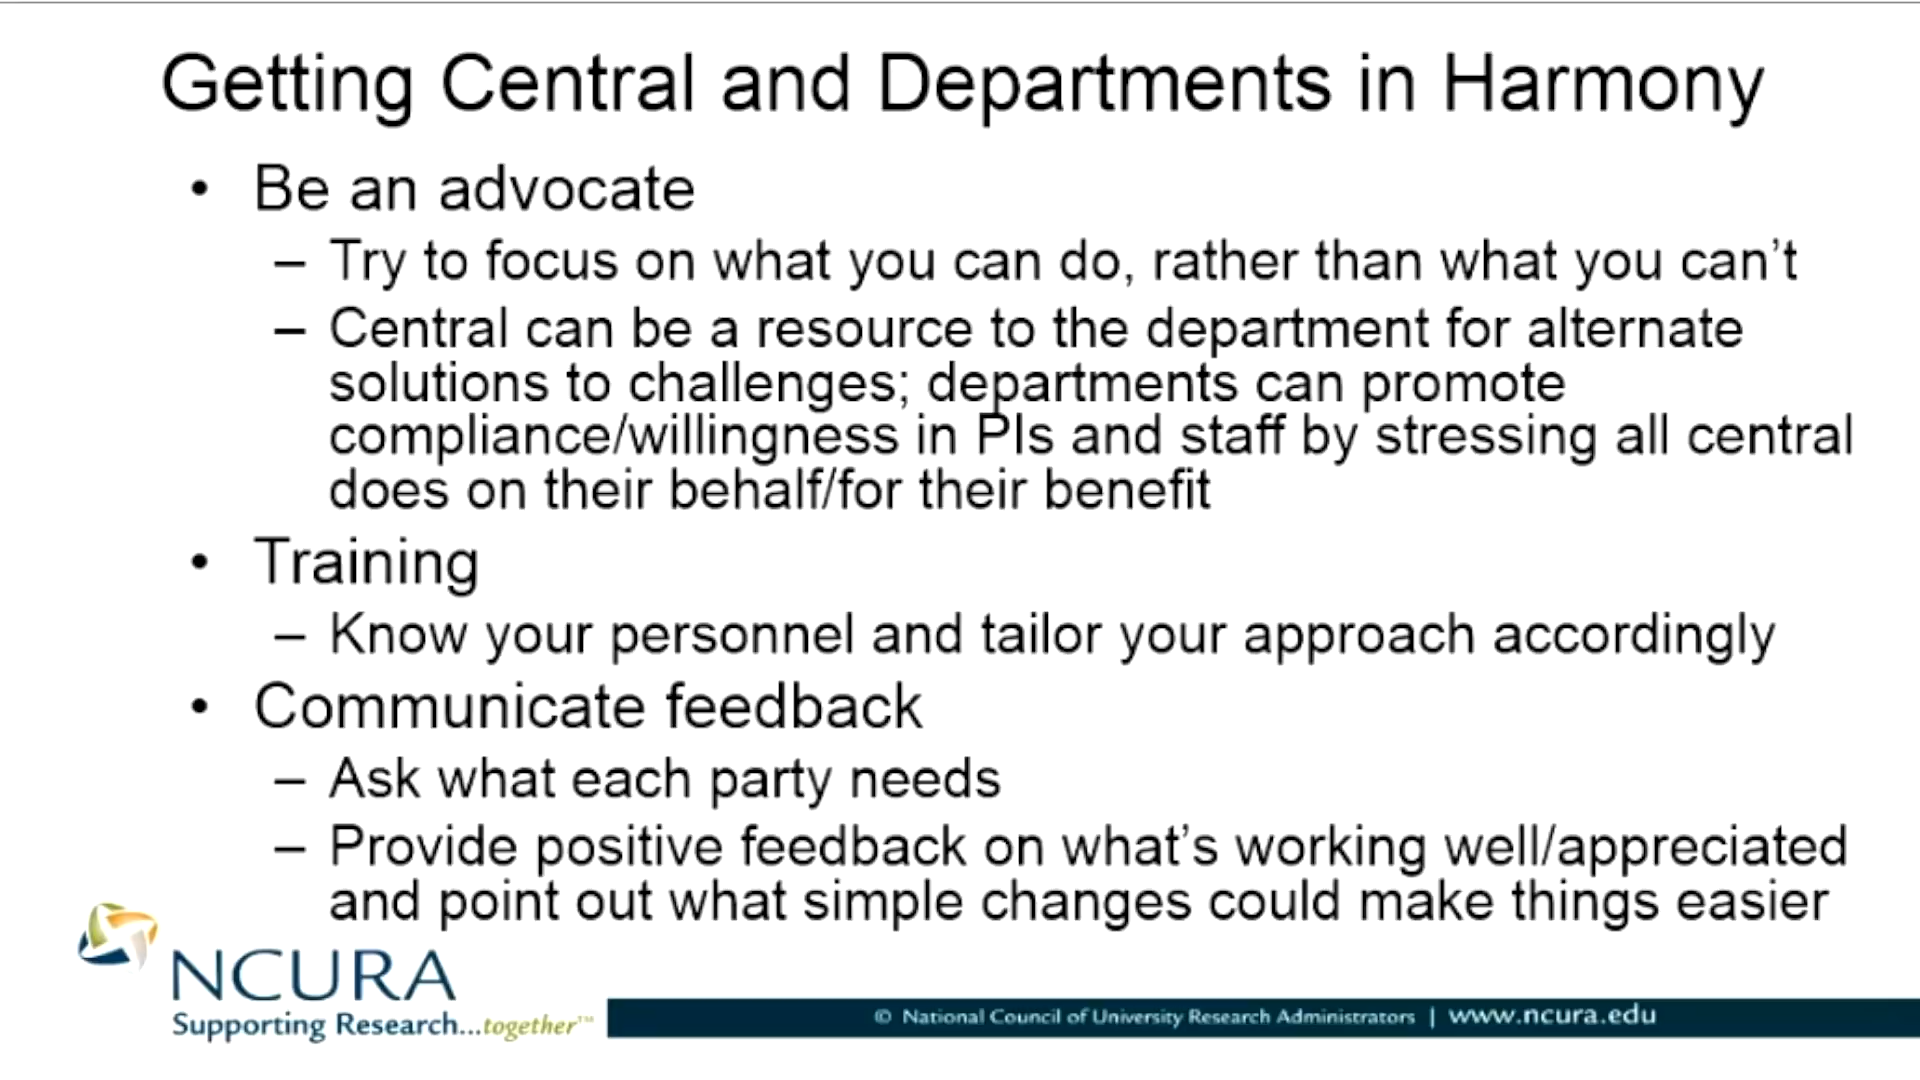 Getting Central and Departments in Harmony
• Be an advocate
– Try to focus on what you can do, rather than what you can't
– Central can be a resource to the department for alternate
solutions to challenges; departments can promote
compliance/willingness in PIs and staff by stressing all central
does on their behalf/for their benefit
• Training
– Know your personnel and tailor your approach accordingly
• Communicate feedback
– Ask what each party needs
– Provide positive feedback on what's working well/appreciated
and point out what simple changes could make things easier
NCURA
Supporting Research...together™
© National Council of University Research Administrators | www.ncura.edu